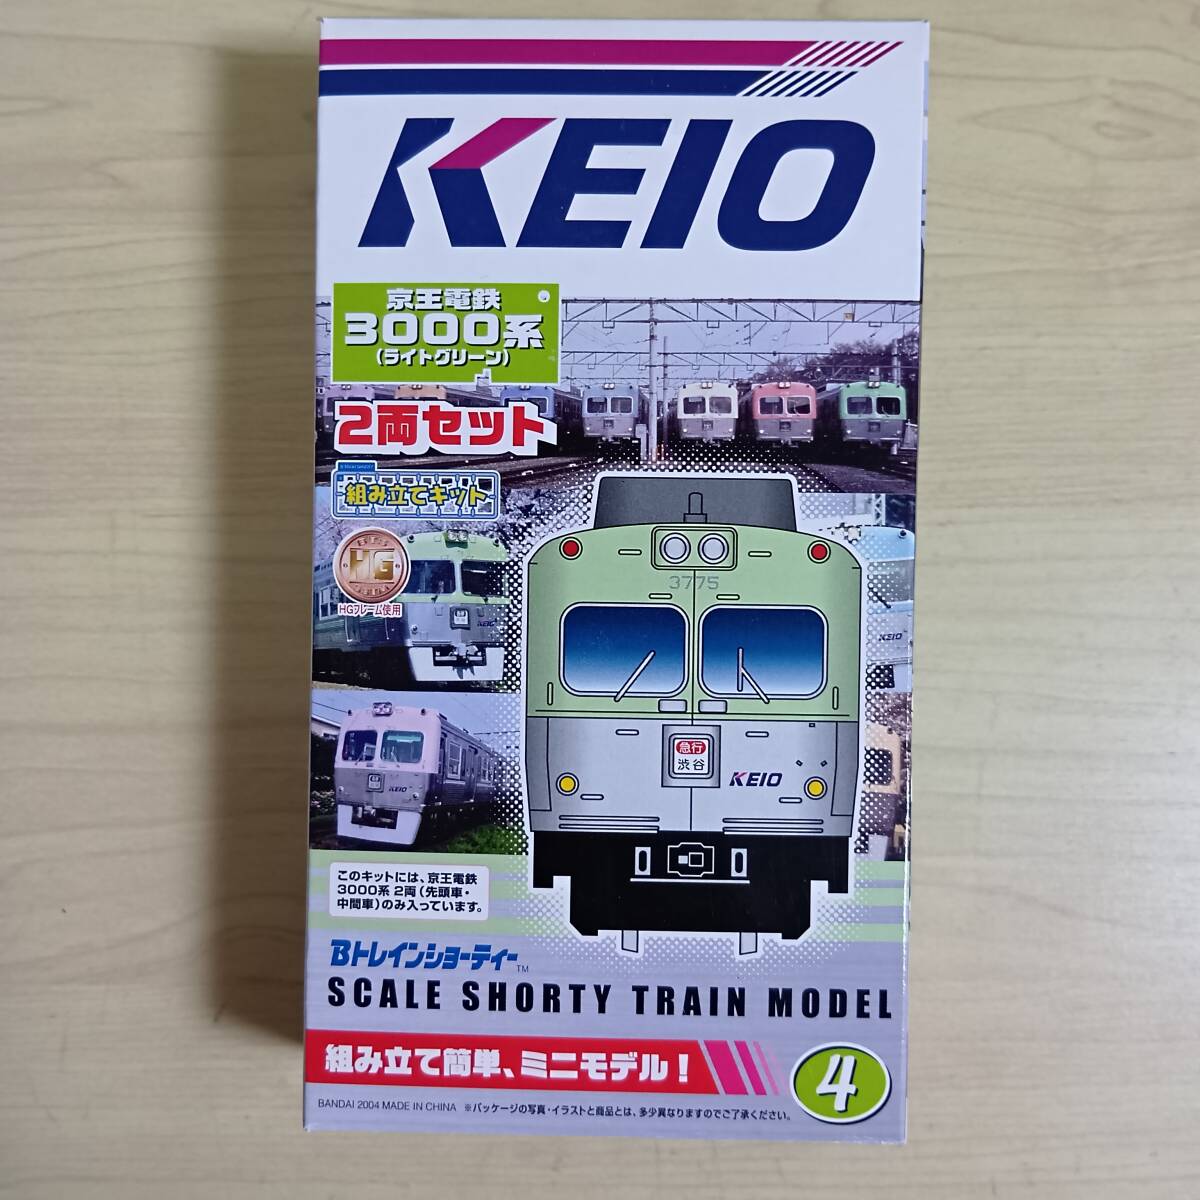 KEIO
京王電鉄
3000系
(ライトグリーン)
2両セット
組み立てキット
HG
HGフレーム使用
3775
急行
渋谷
KEIO
KEIO
KEIO
KEIO
このキットには、京王電鉄
3000系 2両(先頭車・
中間車)のみ入っています。
Bトレインショーティー™
SCALE SHORTY TRAIN MODEL
組み立て簡単、ミニモデル!
4
BANDAI 2004 MADE IN CHINA ※パッケージの写真・イラストと商品とは、多少異なりますのでご了承ください。